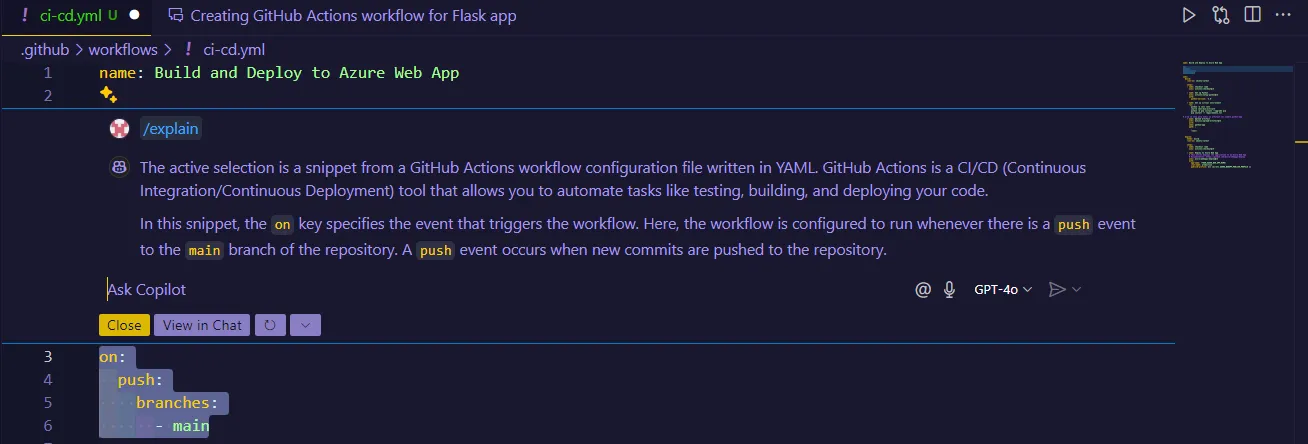 ! ci-cd.yml U Creating GitHub Actions workflow for Flask app
.github > workflows > ! ci-cd.yml
1 name: Build and Deploy to Azure Web App
2
/explain
The active selection is a snippet from a GitHub Actions workflow configuration file written in YAML. GitHub Actions is a CI/CD (Continuous
Integration/Continuous Deployment) tool that allows you to automate tasks like testing, building, and deploying your code.
In this snippet, the on key specifies the event that triggers the workflow. Here, the workflow is configured to run whenever there is a push event
to the main branch of the repository. A push event occurs when new commits are pushed to the repository.
Ask Copilot @ GPT-4o
Close View in Chat
3 on:
4 push:
5 branches:
6 - main